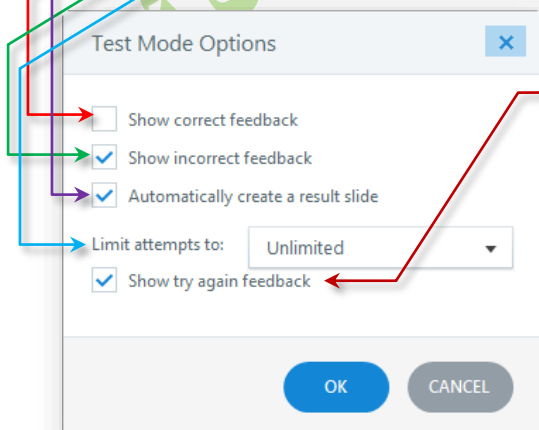 Test Mode Options
Show correct feedback
Show incorrect feedback
Automatically create a result slide
Limit attempts to: Unlimited
Show try again feedback
OK CANCEL